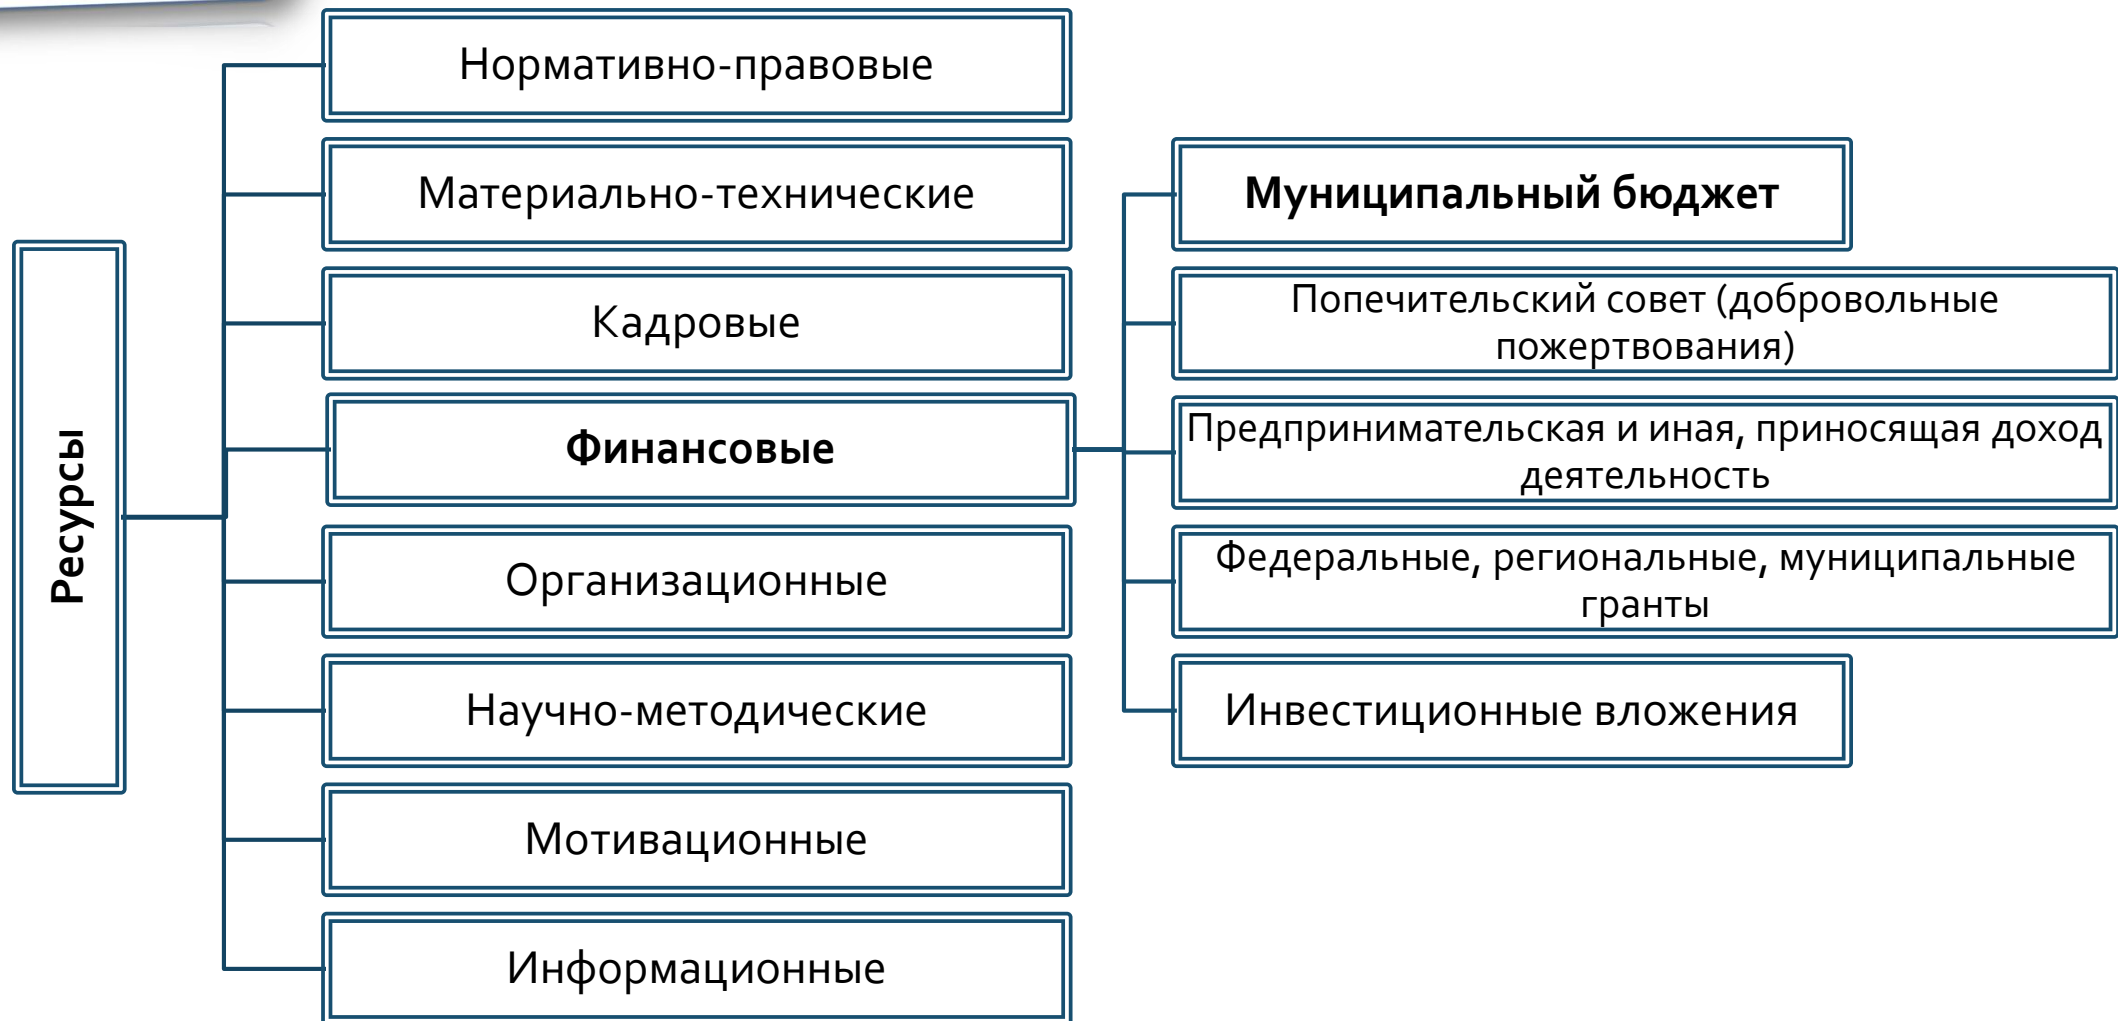 Ресурсы
Нормативно-правовые
Материально-технические
Кадровые
Финансовые
Организационные
Научно-методические
Мотивационные
Информационные
Муниципальный бюджет
Попечительский совет (добровольные
пожертвования)
Предпринимательская и иная, приносящая доход
деятельность
Федеральные, региональные, муниципальные
гранты
Инвестиционные вложения